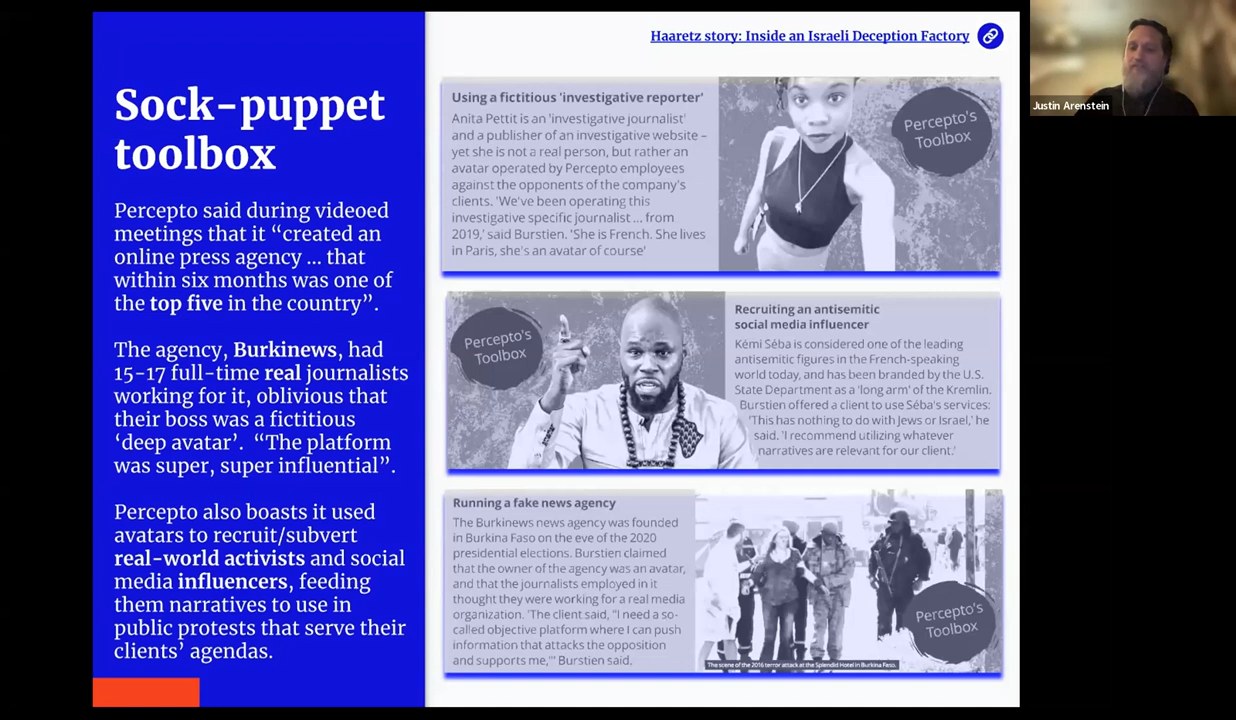 Haaretz story: Inside an Israeli Deception Factory
Justin Arenstein
Sock-puppet
toolbox
Percepto said during videoed
meetings that it “created an
online press agency ... that
within six months was one of
the top five in the country”.
The agency, Burkinews, had
15-17 full-time real journalists
working for it, oblivious that
their boss was a fictitious
‘deep avatar’. “The platform
was super, super influential”.
Percepto also boasts it used
avatars to recruit/subvert
real-world activists and social
media influencers, feeding
them narratives to use in
public protests that serve their
clients’ agendas.
Using a fictitious 'investigative reporter'
Anita Pettit is an 'investigative journalist'
and a publisher of an investigative website –
yet she is not a real person, but rather an
avatar operated by Percepto employees
against the opponents of the company's
clients. 'We've been operating this
investigative specific journalist ... from
2019,' said Burstien. 'She is French. She lives
in Paris, she's an avatar of course'
Percepto's
Toolbox
Percepto's
Toolbox
Recruiting an antisemitic
social media influencer
Kémi Séba is considered one of the leading
antisemitic figures in the French-speaking
world today, and has been branded by the U.S.
State Department as a 'long arm' of the Kremlin.
Burstien offered a client to use Séba's services:
'This has nothing to do with Jews or Israel,' he
said. 'I recommend utilizing whatever
narratives are relevant for our client.'
Running a fake news agency
The Burkinews news agency was founded
in Burkina Faso on the eve of the 2020
presidential elections. Burstien claimed
that the owner of the agency was an avatar,
and that the journalists employed in it
thought they were working for a real media
organization. 'The client said, "I need a so-
called objective platform where I can push
information that attacks the opposition
and supports me,"' Burstien said.
Percepto's
Toolbox
The scene of the 2016 terror attack at the Splendid Hotel in Burkina Faso.